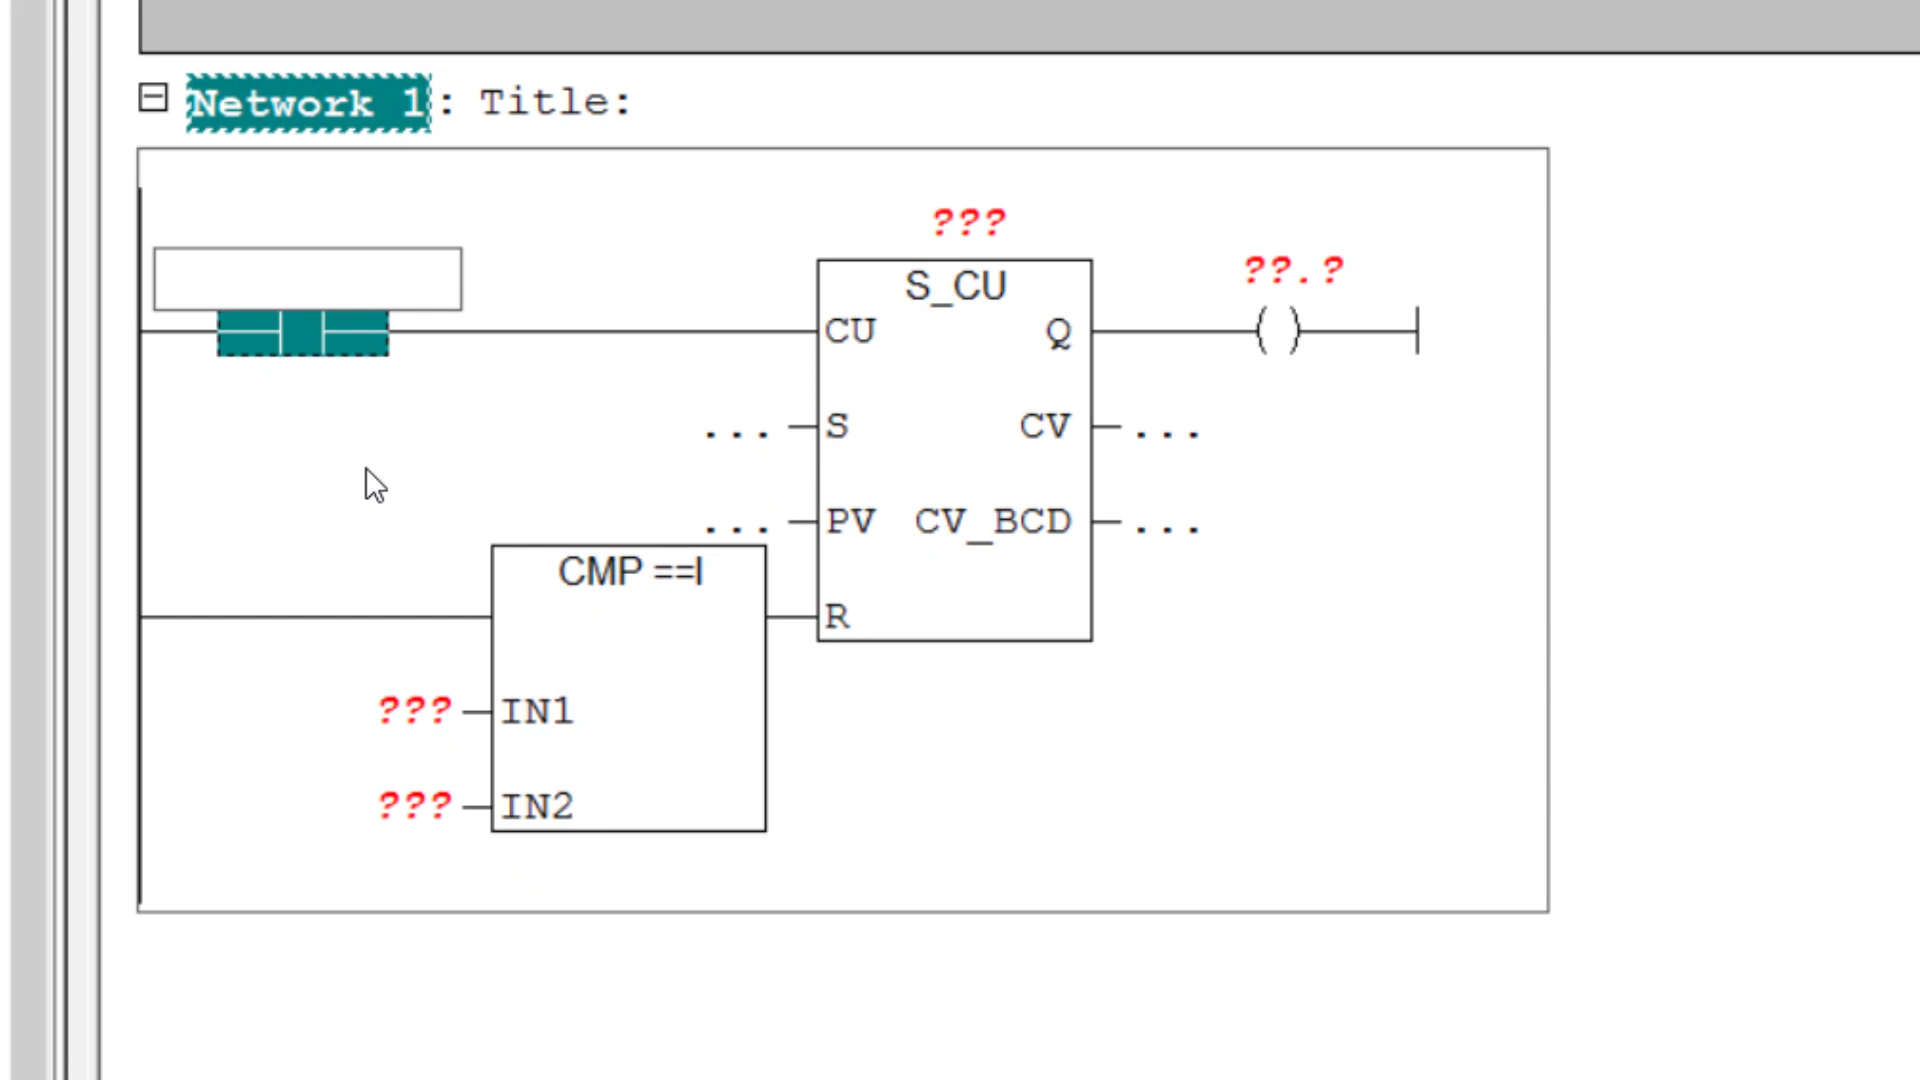 Network 1: Title:
???
??.?
S_CU
CU Q
... S CV ...
... PV CV_BCD ...
CMP ==I
R
??? IN1
??? IN2